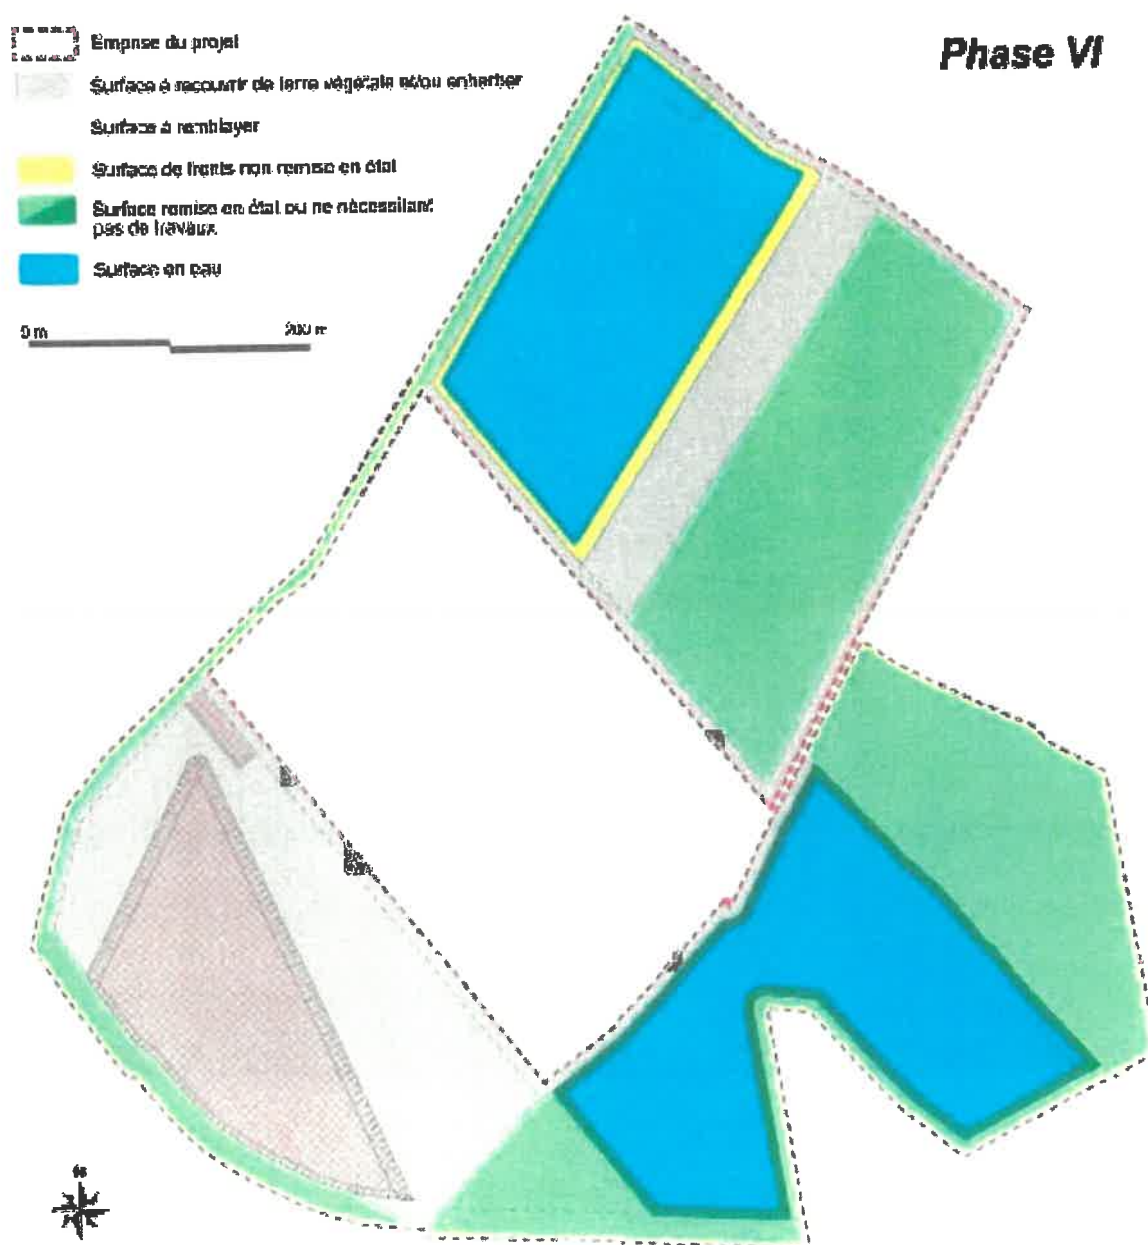 Phase VI
Emprise du projet
Surface à recouvrir de terre végétale et/ou enherber
Surface à remblayer
Surface de fronts non remise en état
Surface remise en état ou ne nécessitant
pas de travaux
Surface en eau
0 m 200 m